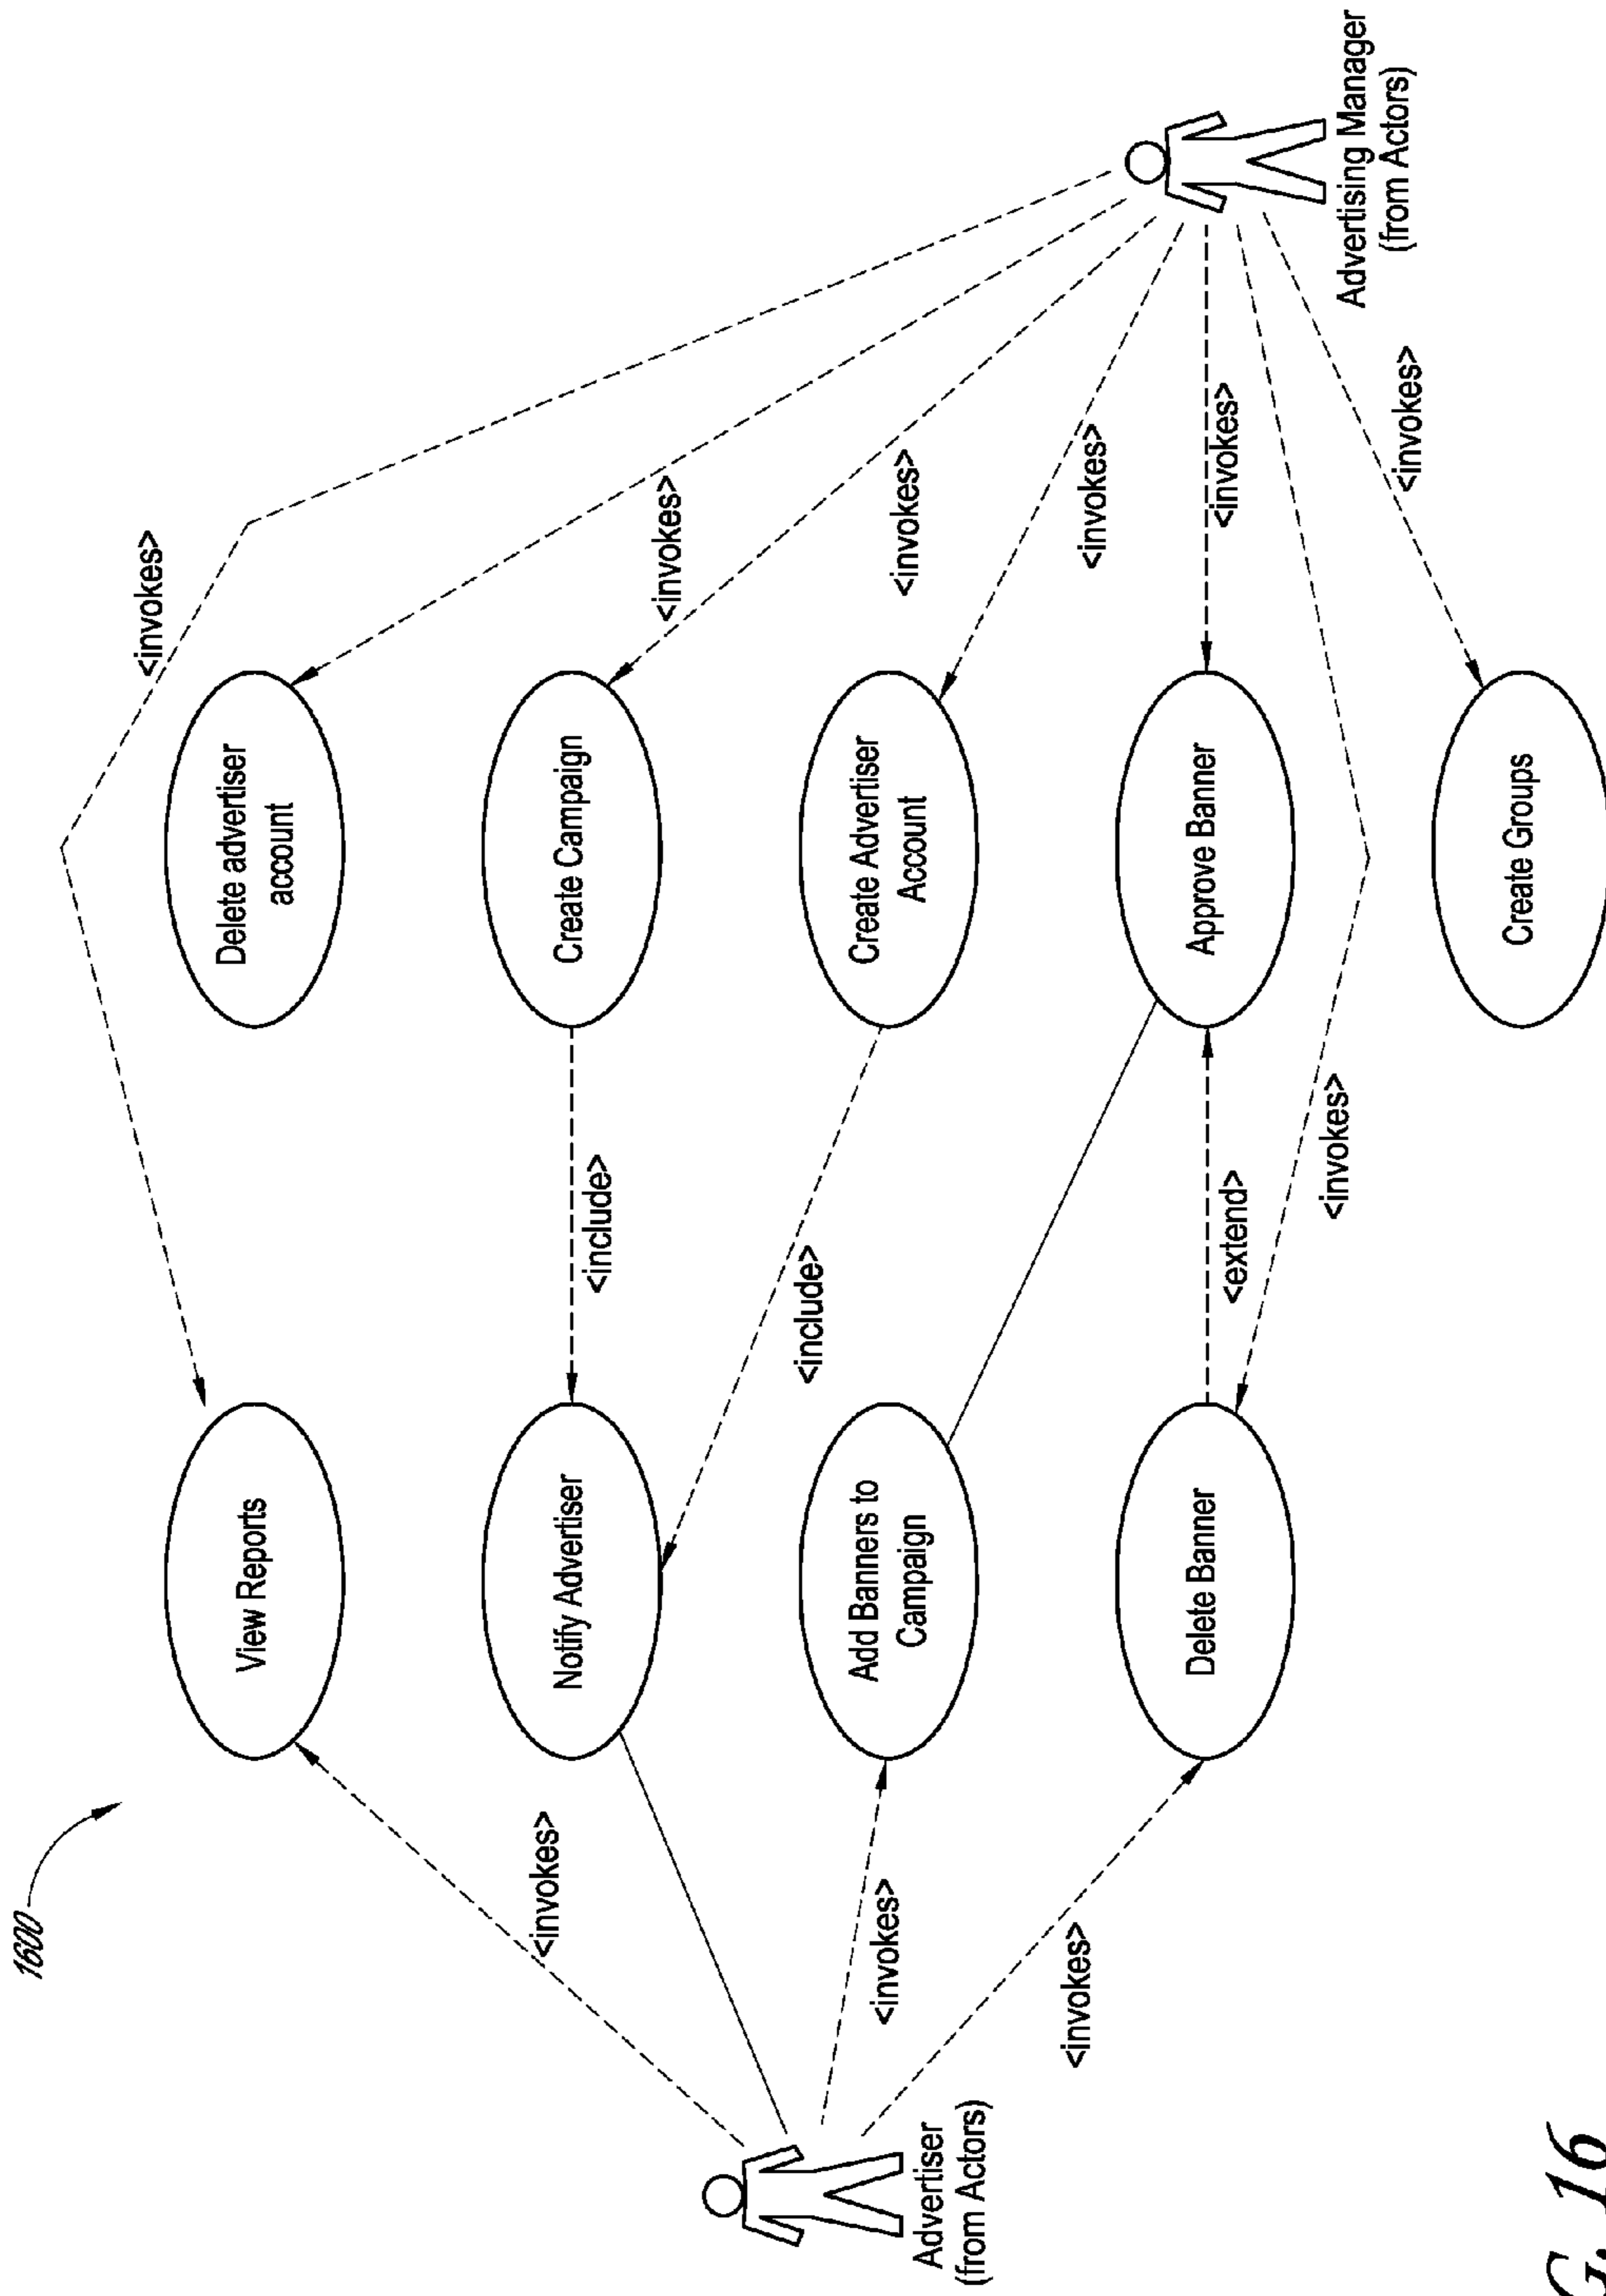 1600
<invokes>
View Reports
Delete advertiser
account
<invokes>
<invokes>
Notify Advertiser
<include>
Create Campaign
<invokes>
Advertiser
(from Actors)
<invokes>
Add Banners to
Campaign
<include>
Create Advertiser
Account
<invokes>
Advertising Manager
(from Actors)
<invokes>
Delete Banner
<extend>
Approve Banner
<invokes>
<invokes>
<invokes>
Create Groups
G. 16